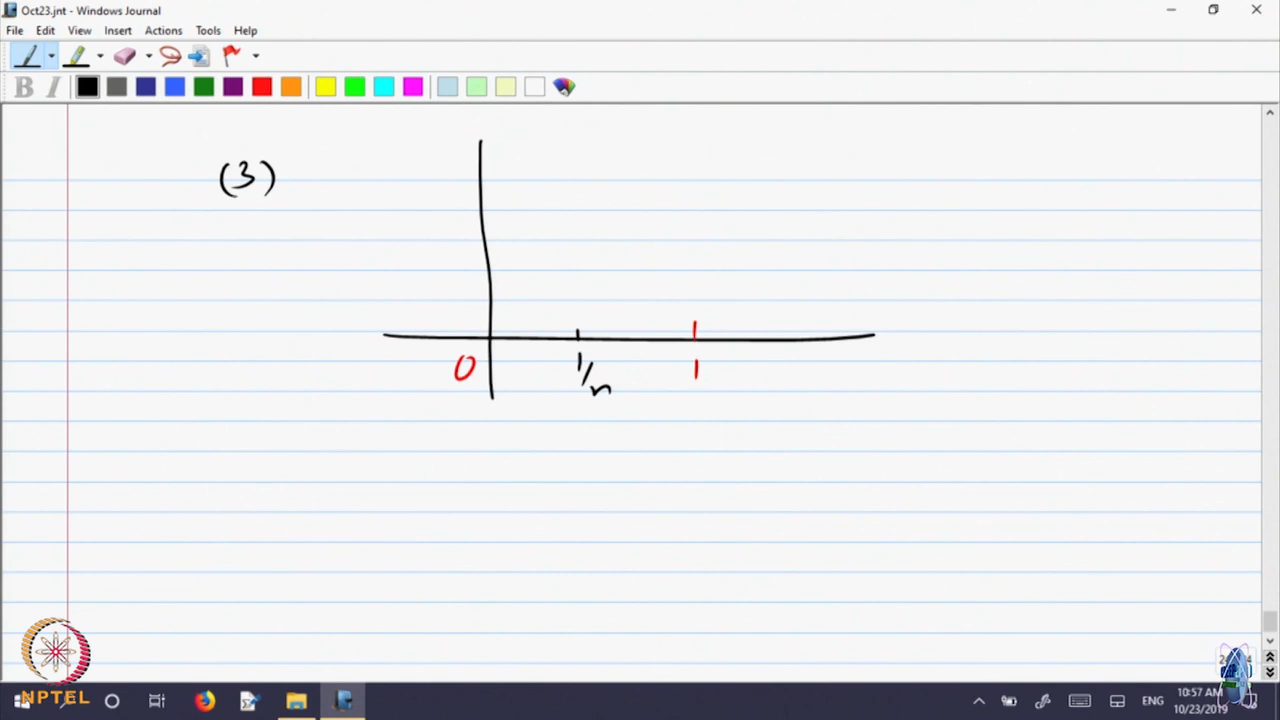 Oct23.jnt - Windows Journal
File Edit View Insert Actions Tools Help
B I
(3)
0 1/n 1
NPTEL
ENG
10:57 AM
10/23/2019